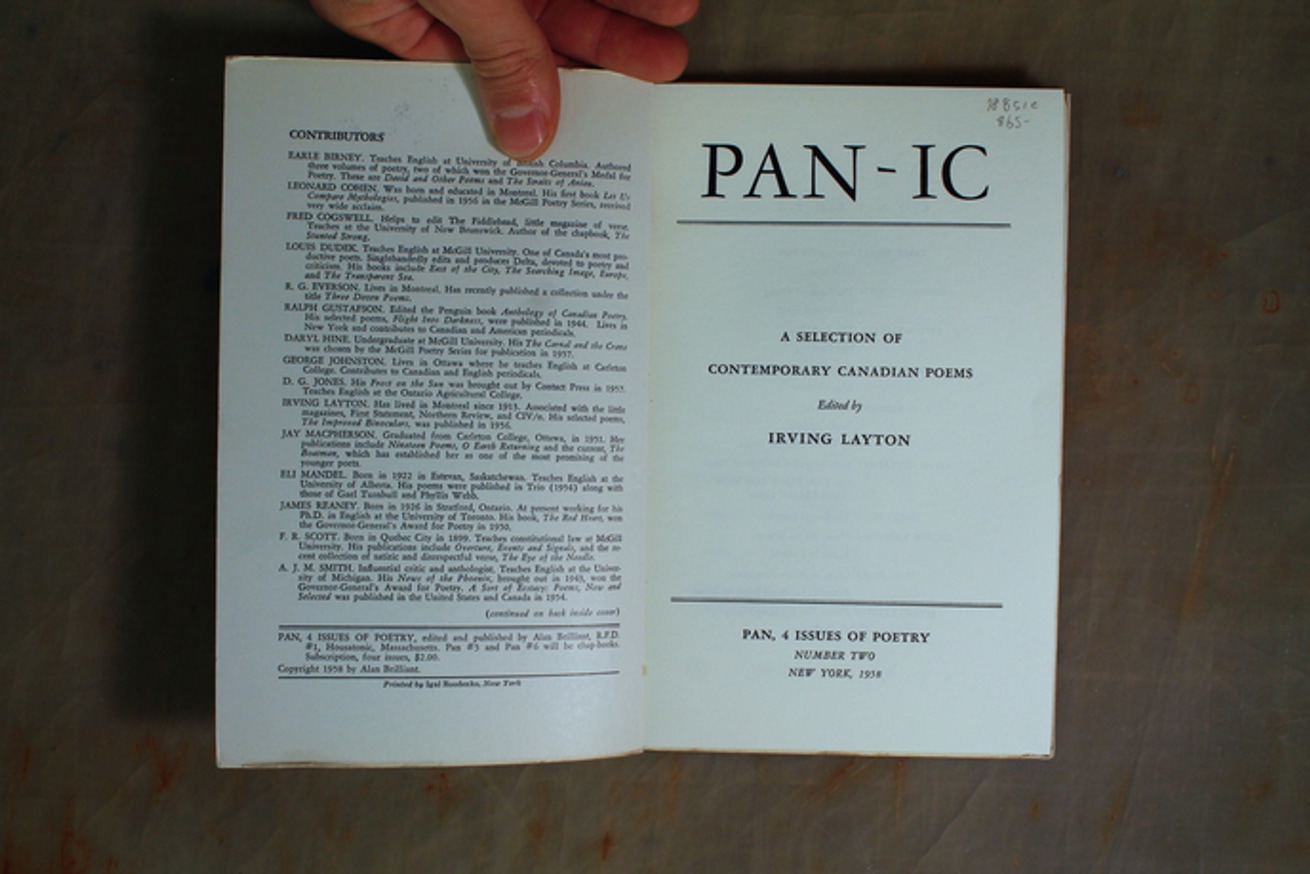 CONTRIBUTORS
EARLE BIRNEY. Teaches English at University of British Columbia. Authored
three volumes of poetry, two of which won the Governor-General's Medal for
Poetry. These are David and Other Poems and The Straits of Anian.
LEONARD COHEN. Was born and educated in Montreal. His first book Let Us
Compare Mythologies, published in 1956 in the McGill Poetry Series, received
very wide acclaim.
FRED COGSWELL. Helps to edit The Fiddlehead, little magazine of verse.
Teaches at the University of New Brunswick. Author of the chapbook, The
Stunted Strong.
LOUIS DUDEK. Teaches English at McGill University. One of Canada's most pro-
ductive poets. Singlehandedly edits and produces Delta, devoted to poetry and
criticism. His books include East of the City, The Searching Image, Europe,
and The Transparent Sea.
R. G. EVERSON. Lives in Montreal. Has recently published a collection under the
title Three Dozen Poems.
RALPH GUSTAFSON. Edited the Penguin book Anthology of Canadian Poetry.
His selected poems, Flight Into Darkness, were published in 1944. Lives in
New York and contributes to Canadian and American periodicals.
DARYL HINE. Undergraduate at McGill University. His The Carnal and the Crane
was chosen by the McGill Poetry Series for publication in 1957.
GEORGE JOHNSTON. Lives in Ottawa where he teaches English at Carleton
College. Contributes to Canadian and English periodicals.
D. G. JONES. His Frost on the Sun was brought out by Contact Press in 1957.
Teaches English at the Ontario Agricultural College.
IRVING LAYTON. Has lived in Montreal since 1913. Associated with the little
magazines, First Statement, Northern Review, and CIV/n. His selected poems,
The Improved Binoculars, was published in 1956.
JAY MACPHERSON. Graduated from Carleton College, Ottawa, in 1951. Her
publications include Nineteen Poems, O Earth Returning and the current, The
Boatman, which has established her as one of the most promising of the
younger poets.
ELI MANDEL. Born in 1922 in Estevan, Saskatchewan. Teaches English at the
University of Alberta. His poems were published in Trio (1954) along with
those of Gael Turnbull and Phyllis Webb.
JAMES REANEY. Born in 1926 in Stratford, Ontario. At present working for his
Ph.D. in English at the University of Toronto. His book, The Red Heart, won
the Governor-General's Award for Poetry in 1950.
F. R. SCOTT. Born in Quebec City in 1899. Teaches constitutional law at McGill
University. His publications include Overture, Events and Signals, and the re-
cent collection of satiric and disrespectful verse, The Eye of the Needle.
A. J. M. SMITH. Influential critic and anthologist. Teaches English at the Univer-
sity of Michigan. His News of the Phoenix, brought out in 1943, won the
Governor-General's Award for Poetry. A Sort of Ecstasy: Poems, New and
Selected was published in the United States and Canada in 1954.
(continued on back inside cover)
PAN, 4 ISSUES OF POETRY, edited and published by Alan Brilliant, R.F.D.
#1, Housatonic, Massachusetts. Pan #3 and Pan #6 will be chap-books.
Subscription, four issues, $2.00.
Copyright 1958 by Alan Brilliant.
Printed by Igal Roodenko, New York
$65-
PAN-IC
A SELECTION OF
CONTEMPORARY CANADIAN POEMS
Edited by
IRVING LAYTON
PAN, 4 ISSUES OF POETRY
NUMBER TWO
NEW YORK, 1958